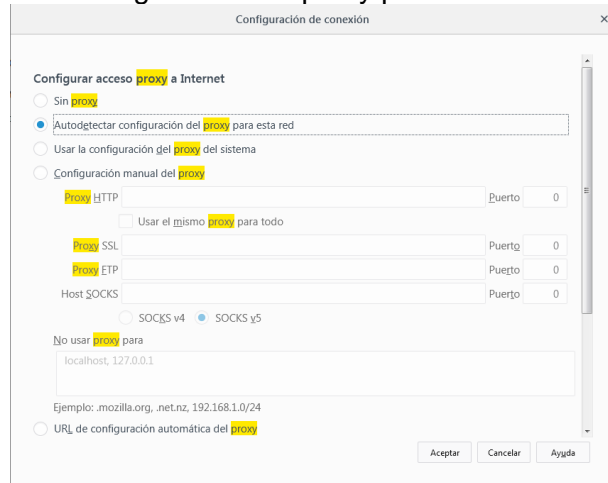 Configuración de conexión
Configurar acceso proxy a Internet
Sin proxy
Autodetectar configuración del proxy para esta red
Usar la configuración del proxy del sistema
Configuración manual del proxy
Proxy HTTP Puerto 0
Usar el mismo proxy para todo
Proxy SSL Puerto 0
Proxy FTP Puerto 0
Host SOCKS Puerto 0
SOCKS v4 SOCKS v5
No usar proxy para
localhost, 127.0.0.1
Ejemplo: .mozilla.org, .net.nz, 192.168.1.0/24
URL de configuración automática del proxy
Aceptar Cancelar Ayuda